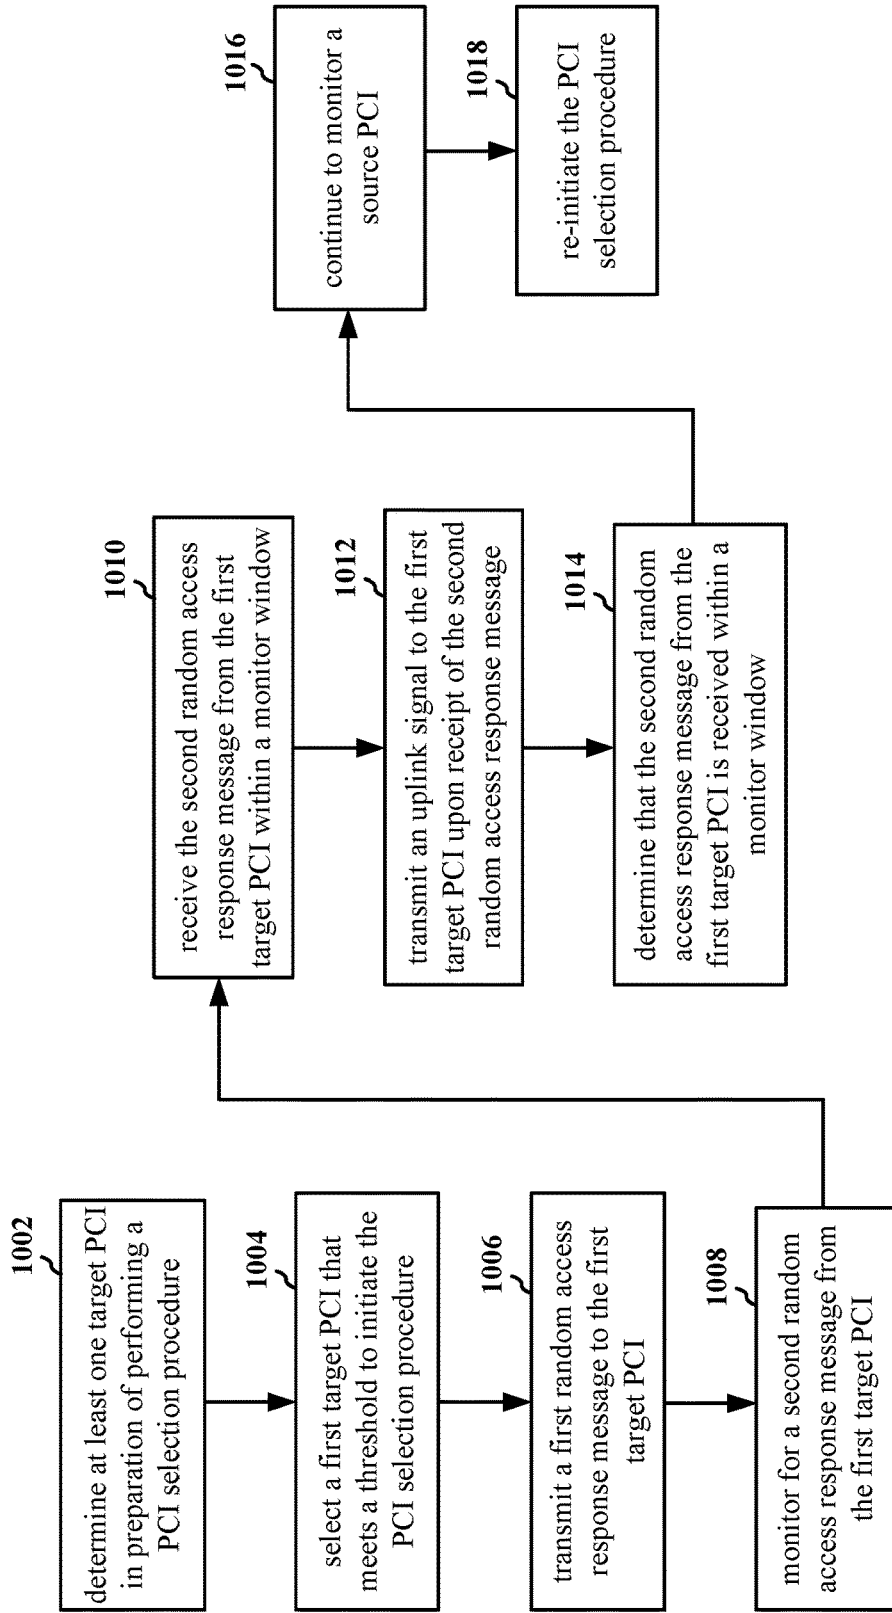 1002
determine at least one target PCI
in preparation of performing a
PCI selection procedure
1004
select a first target PCI that
meets a threshold to initiate the
PCI selection procedure
1006
transmit a first random access
response message to the first
target PCI
1008
monitor for a second random
access response message from
the first target PCI
1010
receive the second random access
response message from the first
target PCI within a monitor window
1012
transmit an uplink signal to the first
target PCI upon receipt of the second
random access response message
1014
determine that the second random
access response message from the
first target PCI is received within a
monitor window
1016
continue to monitor a
source PCI
1018
re-initiate the PCI
selection procedure